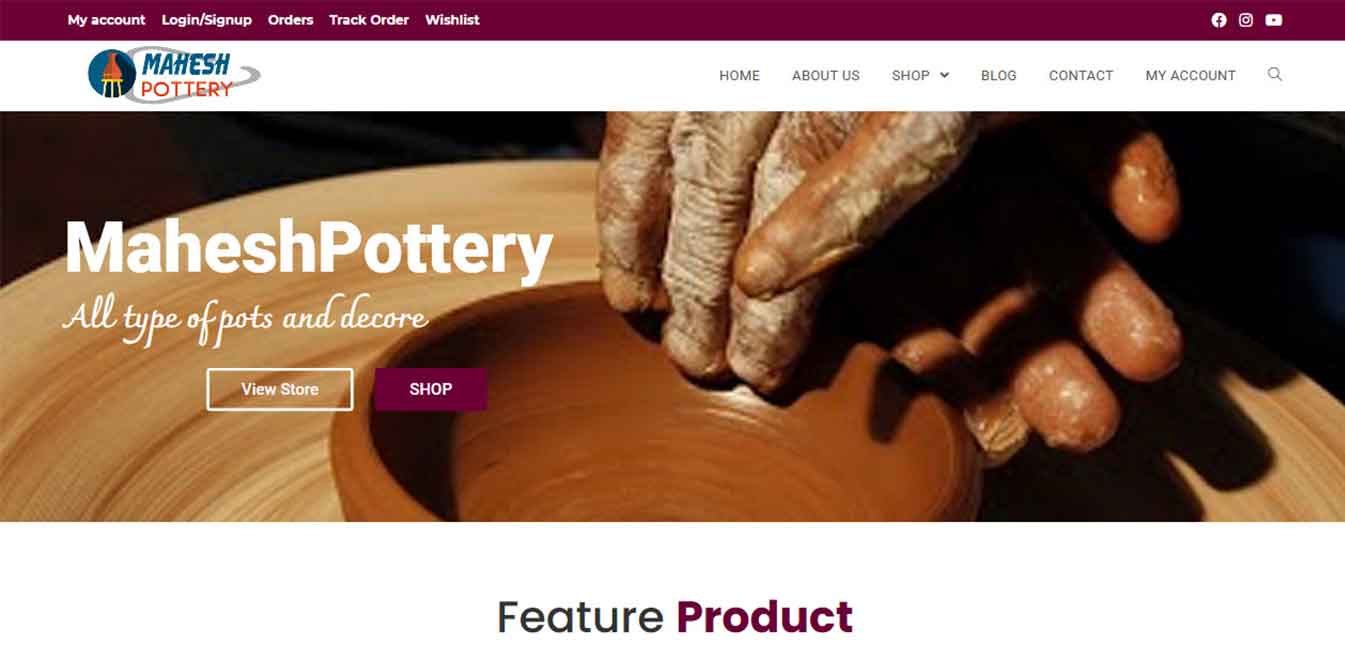 My account Login/Signup Orders Track Order Wishlist
MAHESH
POTTERY
HOME ABOUT US SHOP BLOG CONTACT MY ACCOUNT
MaheshPottery
All type of pots and decore
View Store SHOP
Feature Product